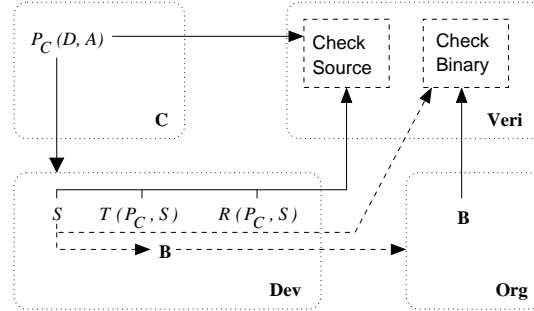 P_C (D, A)
Check
Source
Check
Binary
C
Veri
S T (P_C , S) R (P_C , S)
B
B
Dev
Org